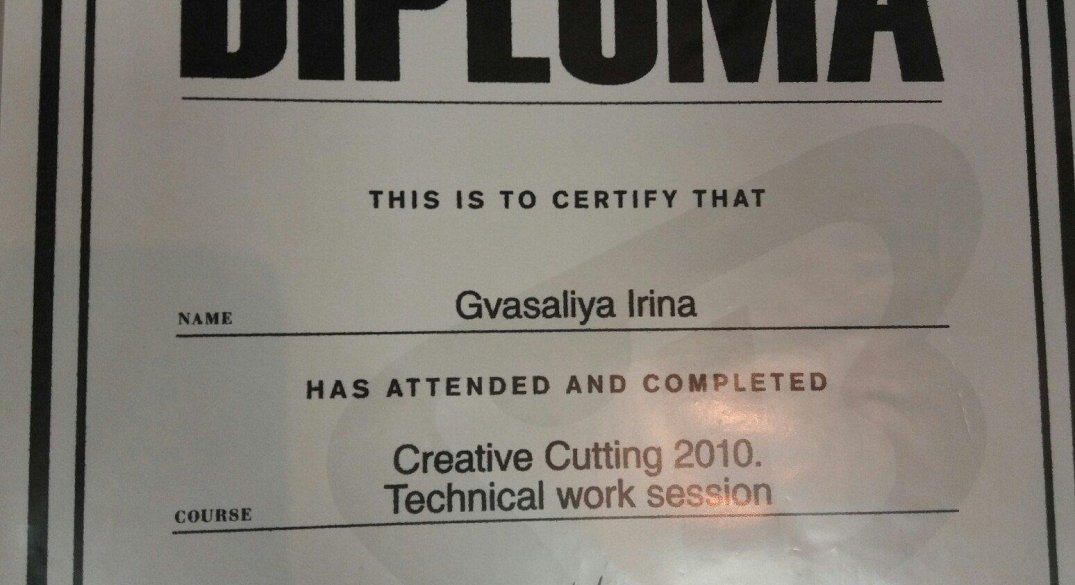 DIPLOMA
THIS IS TO CERTIFY THAT
NAME Gvasaliya Irina
HAS ATTENDED AND COMPLETED
Creative Cutting 2010.
COURSE Technical work session